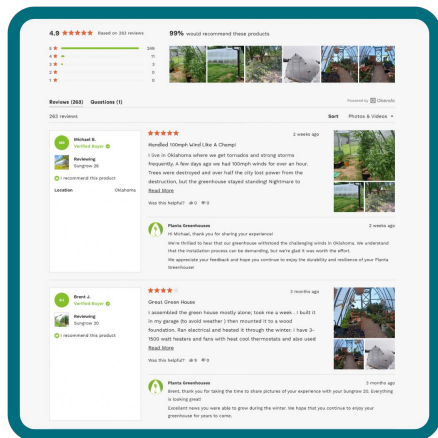 4.9 Based on 263 reviews
99% would recommend these products
5
4 11
3 3
2 0
1 0
Reviews (263) Questions (1)
Powered by Okendo
263 reviews
Sort Photos & Videos
Michael R.
Verified Buyer
Reviewing
Sungrow 20
I recommend this product
Location Oklahoma
2 weeks ago
Handled 100mph Wind Like A Champ!
I live in Oklahoma where we get tornados and strong storms
frequently. A few days ago we had 100mph winds for over an hour.
Trees were destroyed and over half the city lost power from the
destruction, but the greenhouse stayed standing! Nightmare to
Read More
Was this helpful? 0 0
Planta Greenhouses
2 weeks ago
Hi Michael, thank you for sharing your experience!
We're thrilled to hear that our greenhouse withstood the challenging winds in Oklahoma. We understand
that the installation process can be demanding, but we're glad it was worth the effort.
We appreciate your feedback and hope you continue to enjoy the durability and resilience of your Planta
Greenhouse!
BJ
Brent J.
Verified Buyer
Reviewing
Sungrow 20
I recommend this product
3 months ago
Great Green House
I assembled the green house mostly alone; took me a week . I built it
in my garage (to avoid weather ) then mounted it to a wood
foundation. Ran electrical and heated it through the winter. I have 3-
1500 watt heaters and fans with heat cool thermostats and also used
Read More
Was this helpful? 0 0
Planta Greenhouses
3 months ago
Brent, thank you for taking the time to share pictures of your experience with your Sungrow 20. Everything
is looking great!
Excellent news you were able to grow during the winter. We hope that you continue to enjoy your
greenhouse for years to come.